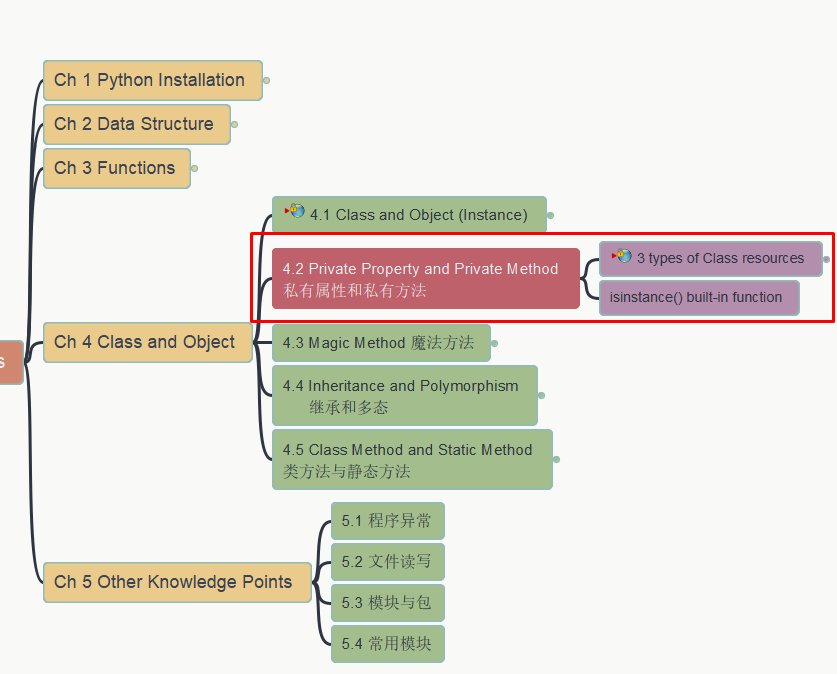 Ch 1 Python Installation
Ch 2 Data Structure
Ch 3 Functions
4.1 Class and Object (Instance)
4.2 Private Property and Private Method
私有属性和私有方法
3 types of Class resources
isinstance() built-in function
Ch 4 Class and Object
4.3 Magic Method 魔法方法
4.4 Inheritance and Polymorphism
继承和多态
4.5 Class Method and Static Method
类方法与静态方法
s
5.1 程序异常
5.2 文件读写
Ch 5 Other Knowledge Points
5.3 模块与包
5.4 常用模块